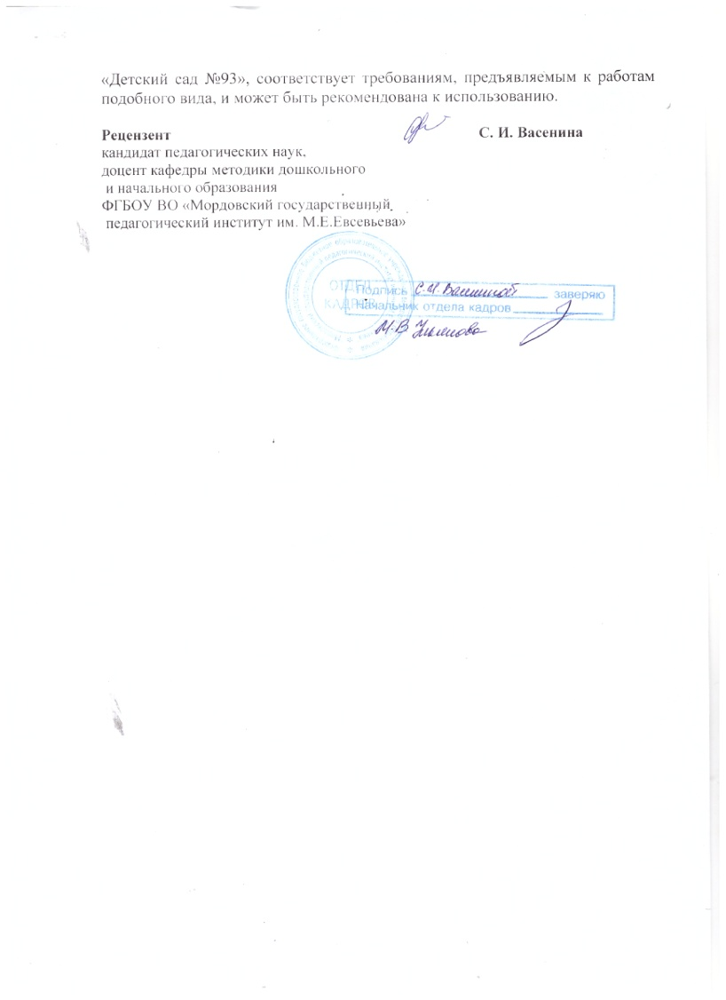 «Детский сад №93», соответствует требованиям, предъявляемым к работам
подобного вида, и может быть рекомендована к использованию.
Рецензент С. И. Васенина
кандидат педагогических наук,
доцент кафедры методики дошкольного
и начального образования
ФГБОУ ВО «Мордовский государственный
педагогический институт им. М.Е.Евсевьева»
ОТДЕЛ
КАДРОВ
Подпись С.И. Васениной заверяю
Начальник отдела кадров
М.В.